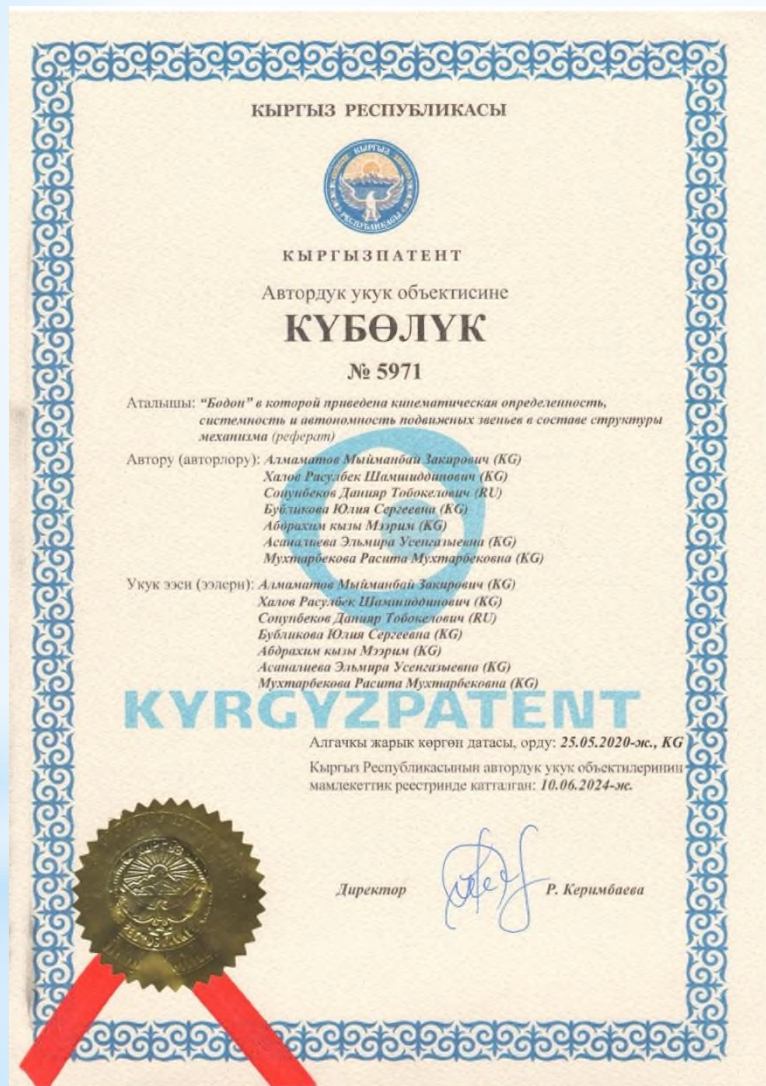 КЫРГЫЗ РЕСПУБЛИКАСЫ
КЫРГЫЗПАТЕНТ
Автордук укук объектисине
КҮБӨЛҮК
№ 5971
Аталышы: "Бодон" в которой приведена кинематическая определенность,
системность и автономность подвижных звеньев в составе структуры
механизма (реферат)
Автору (авторлору): Алмаматов Мыйманбай Закирович (KG)
Халов Расулбек Шамшиддинович (KG)
Сонунбеков Данияр Тобокелович (RU)
Бубликова Юлия Сергеевна (KG)
Абдрахим кызы Мээрим (KG)
Асаналиева Эльмира Усенгазыевна (KG)
Мухтарбекова Расита Мухтарбековна (KG)
Укук ээси (ээлери): Алмаматов Мыйманбай Закирович (KG)
Халов Расулбек Шамшиддинович (KG)
Сонунбеков Данияр Тобокелович (RU)
Бубликова Юлия Сергеевна (KG)
Абдрахим кызы Мээрим (KG)
Асаналиева Эльмира Усенгазыевна (KG)
Мухтарбекова Расита Мухтарбековна (KG)
KYRGYZPATENT
Алгачкы жарык көргөн датасы, орду: 25.05.2020-ж., KG
Кыргыз Республикасынын автордук укук объектилеринин
мамлекеттик реестринде катталган: 10.06.2024-ж.
Директор Р. Керимбаева